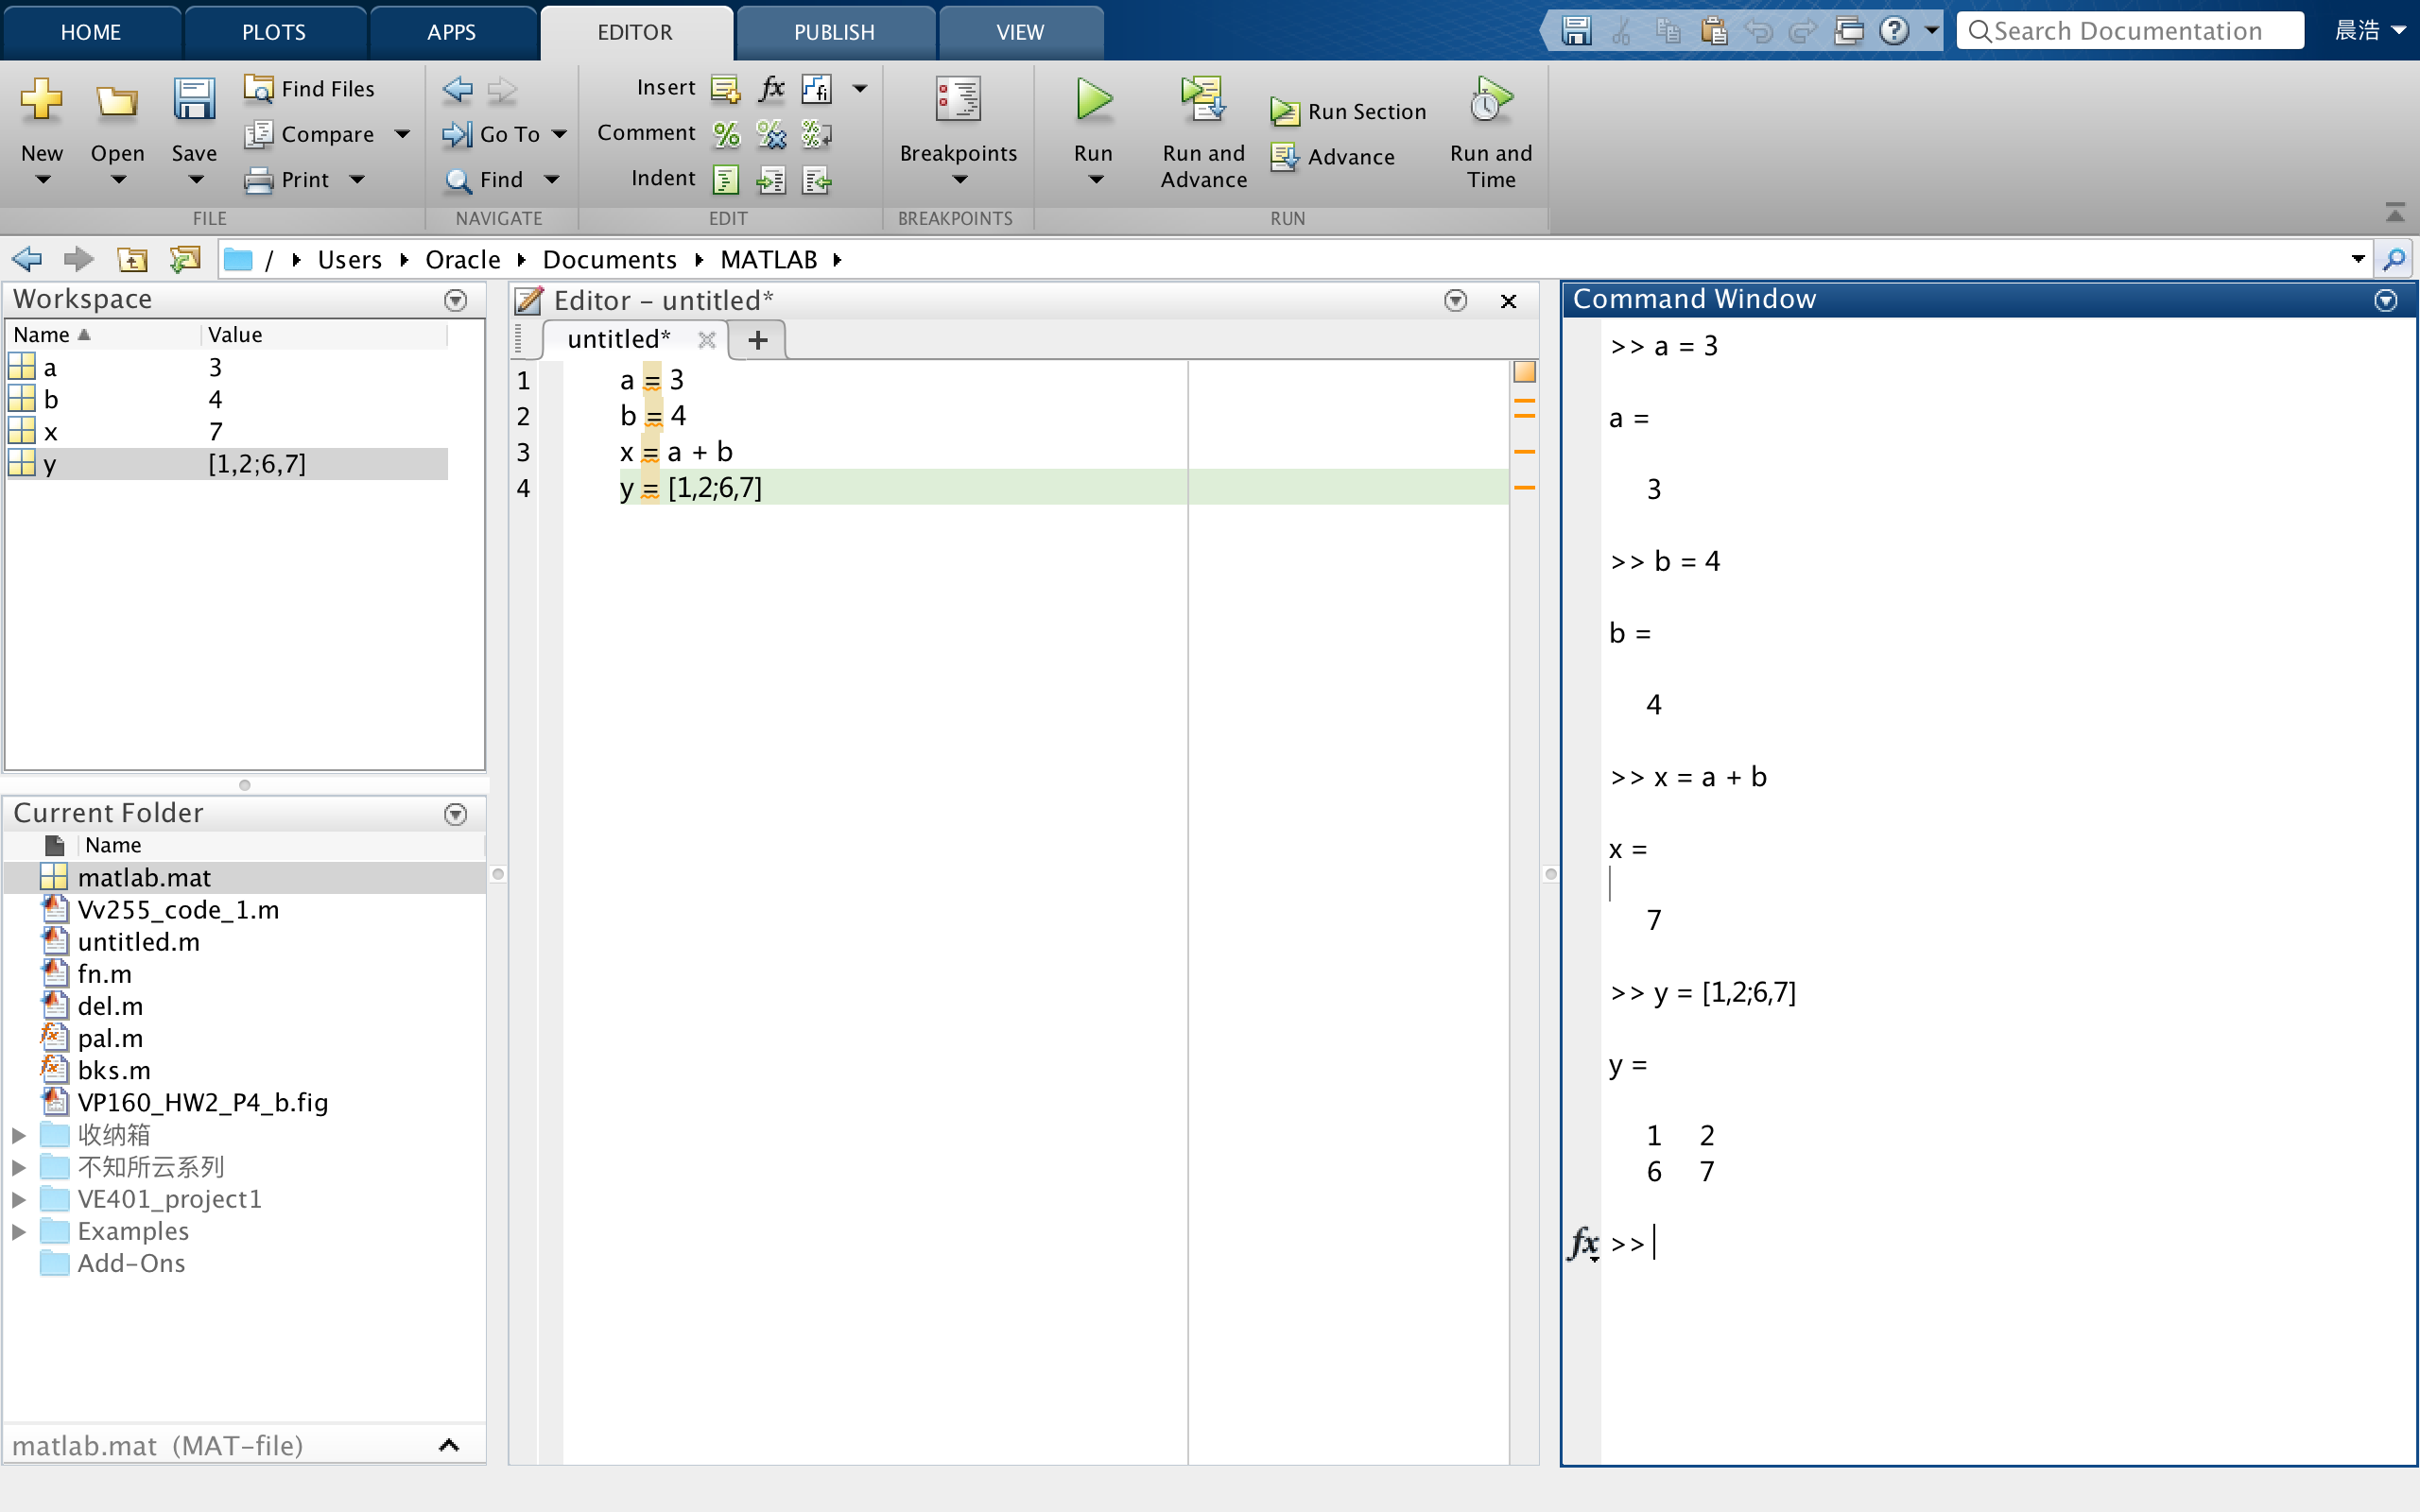 HOME PLOTS APPS EDITOR PUBLISH VIEW Search Documentation 晨浩
New Open Save Find Files Compare Print
FILE
Go To Find
NAVIGATE
Insert fx fi
Comment
Indent
EDIT
Breakpoints
BREAKPOINTS
Run Run and Advance Run Section Advance Run and Time
RUN
/ Users Oracle Documents MATLAB
Workspace
Name Value
a 3
b 4
x 7
y [1,2;6,7]
Current Folder
Name
matlab.mat
Vv255_code_1.m
untitled.m
fn.m
del.m
pal.m
bks.m
VP160_HW2_P4_b.fig
收纳箱
不知所云系列
VE401_project1
Examples
Add-Ons
matlab.mat (MAT-file)
Editor - untitled*
untitled* +
1 a = 3
2 b = 4
3 x = a + b
4 y = [1,2;6,7]
Command Window
>> a = 3
a =
3
>> b = 4
b =
4
>> x = a + b
x =
7
>> y = [1,2;6,7]
y =
1 2
6 7
fx >>